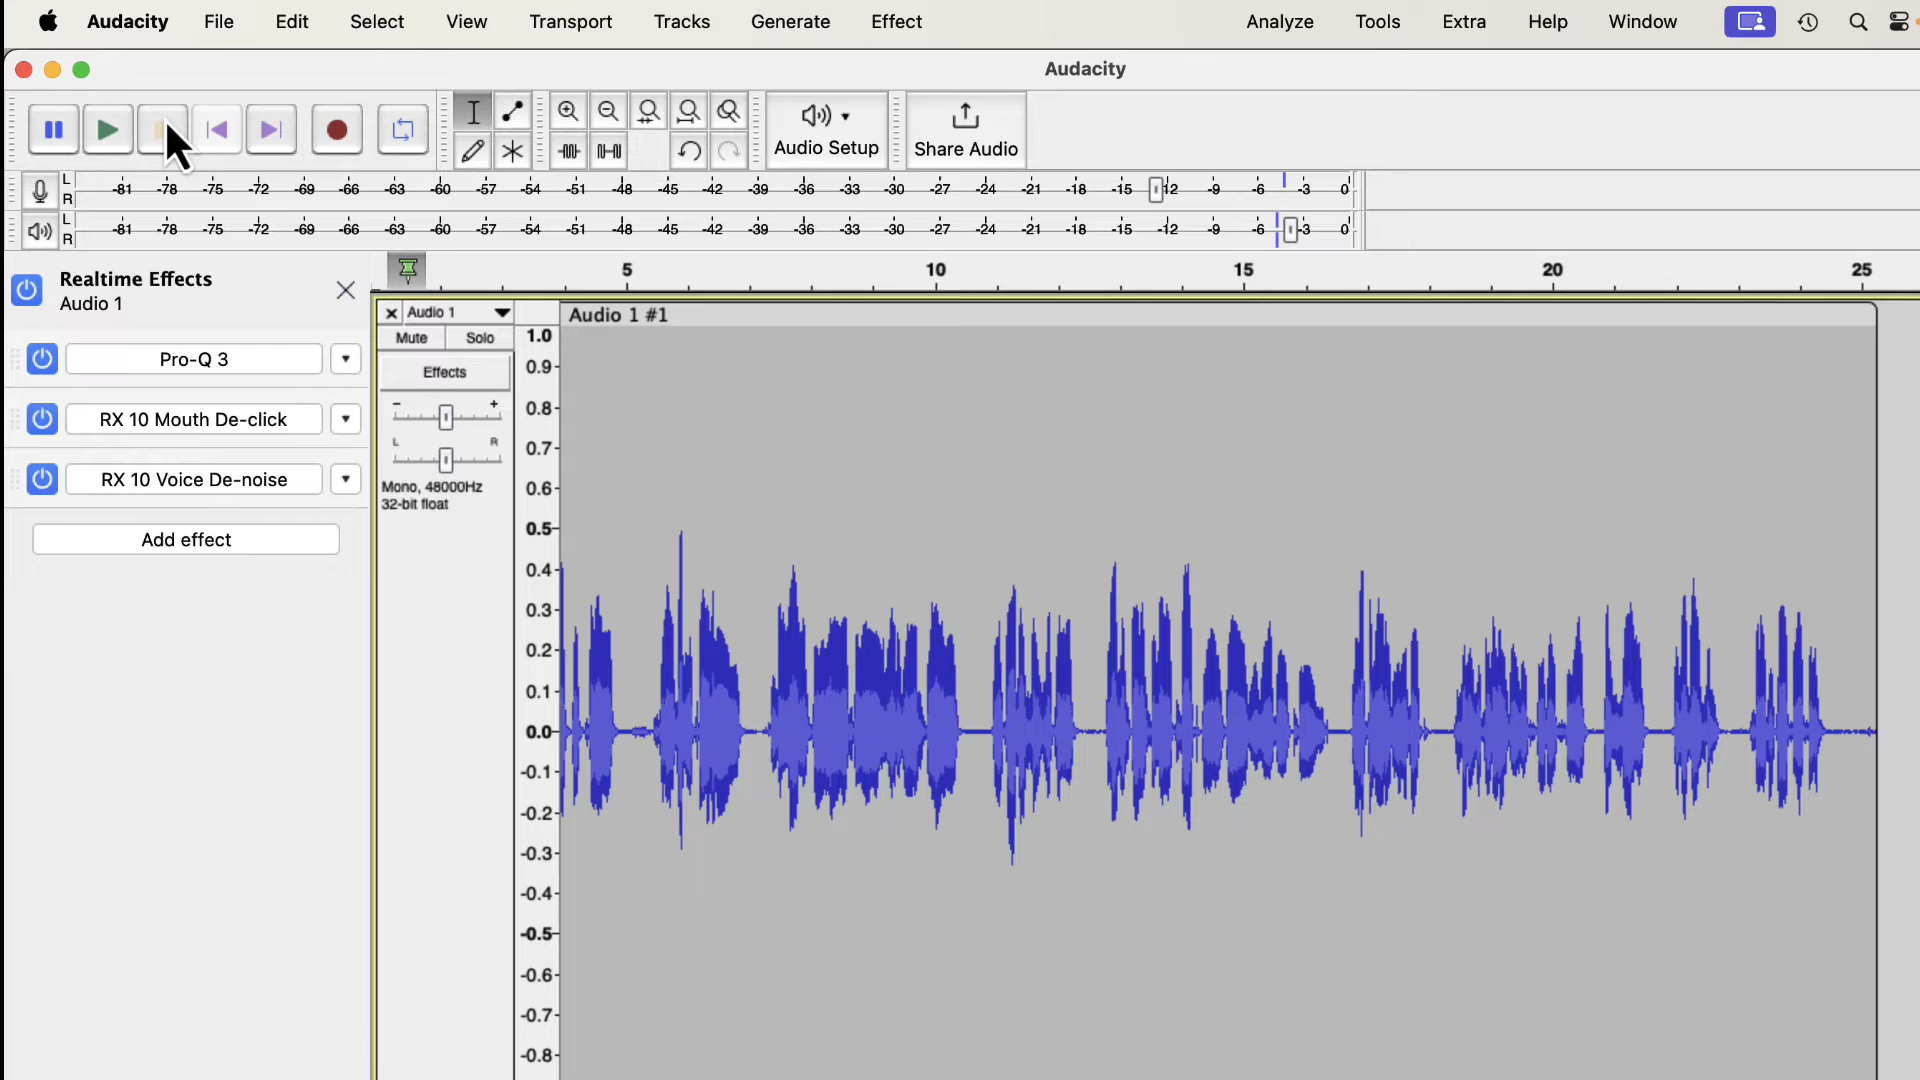 Audacity File Edit Select View Transport Tracks Generate Effect Analyze Tools Extra Help Window
Audacity
Audio Setup
Share Audio
L
R
-81 -78 -75 -72 -69 -66 -63 -60 -57 -54 -51 -48 -45 -42 -39 -36 -33 -30 -27 -24 -21 -18 -15 -12 -9 -6 -3 0
L
R
-81 -78 -75 -72 -69 -66 -63 -60 -57 -54 -51 -48 -45 -42 -39 -36 -33 -30 -27 -24 -21 -18 -15 -12 -9 -6 -3 0
Realtime Effects
Audio 1
Pro-Q 3
RX 10 Mouth De-click
RX 10 Voice De-noise
Add effect
5 10 15 20 25
Audio 1
Mute Solo
Effects
- +
L R
Mono, 48000Hz
32-bit float
Audio 1 #1
1.0
0.9
0.8
0.7
0.6
0.5
0.4
0.3
0.2
0.1
0.0
-0.1
-0.2
-0.3
-0.4
-0.5
-0.6
-0.7
-0.8